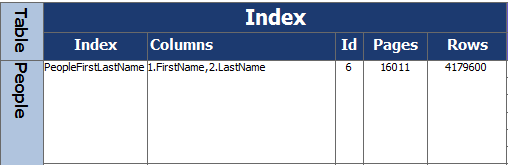 Table
Index
Index Columns Id Pages Rows
People
PeopleFirstLastName 1.FirstName,2.LastName 6 16011 4179600